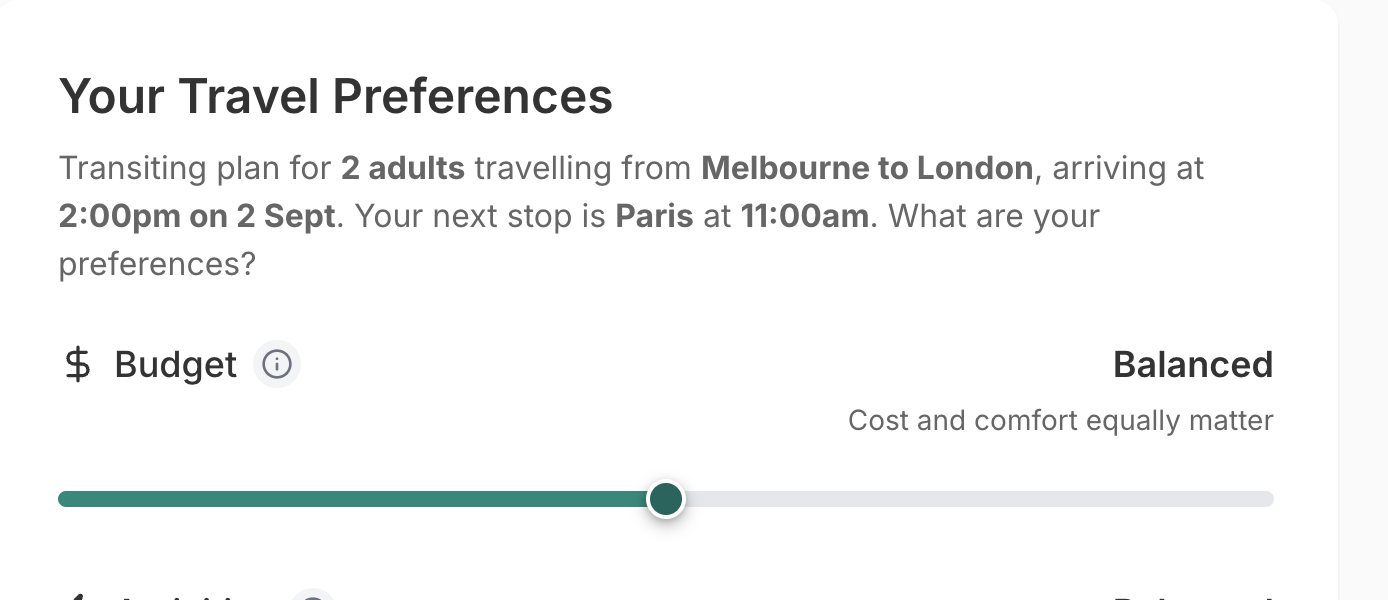 Your Travel Preferences
Transiting plan for 2 adults travelling from Melbourne to London, arriving at
2:00pm on 2 Sept. Your next stop is Paris at 11:00am. What are your
preferences?
$ Budget
Balanced
Cost and comfort equally matter